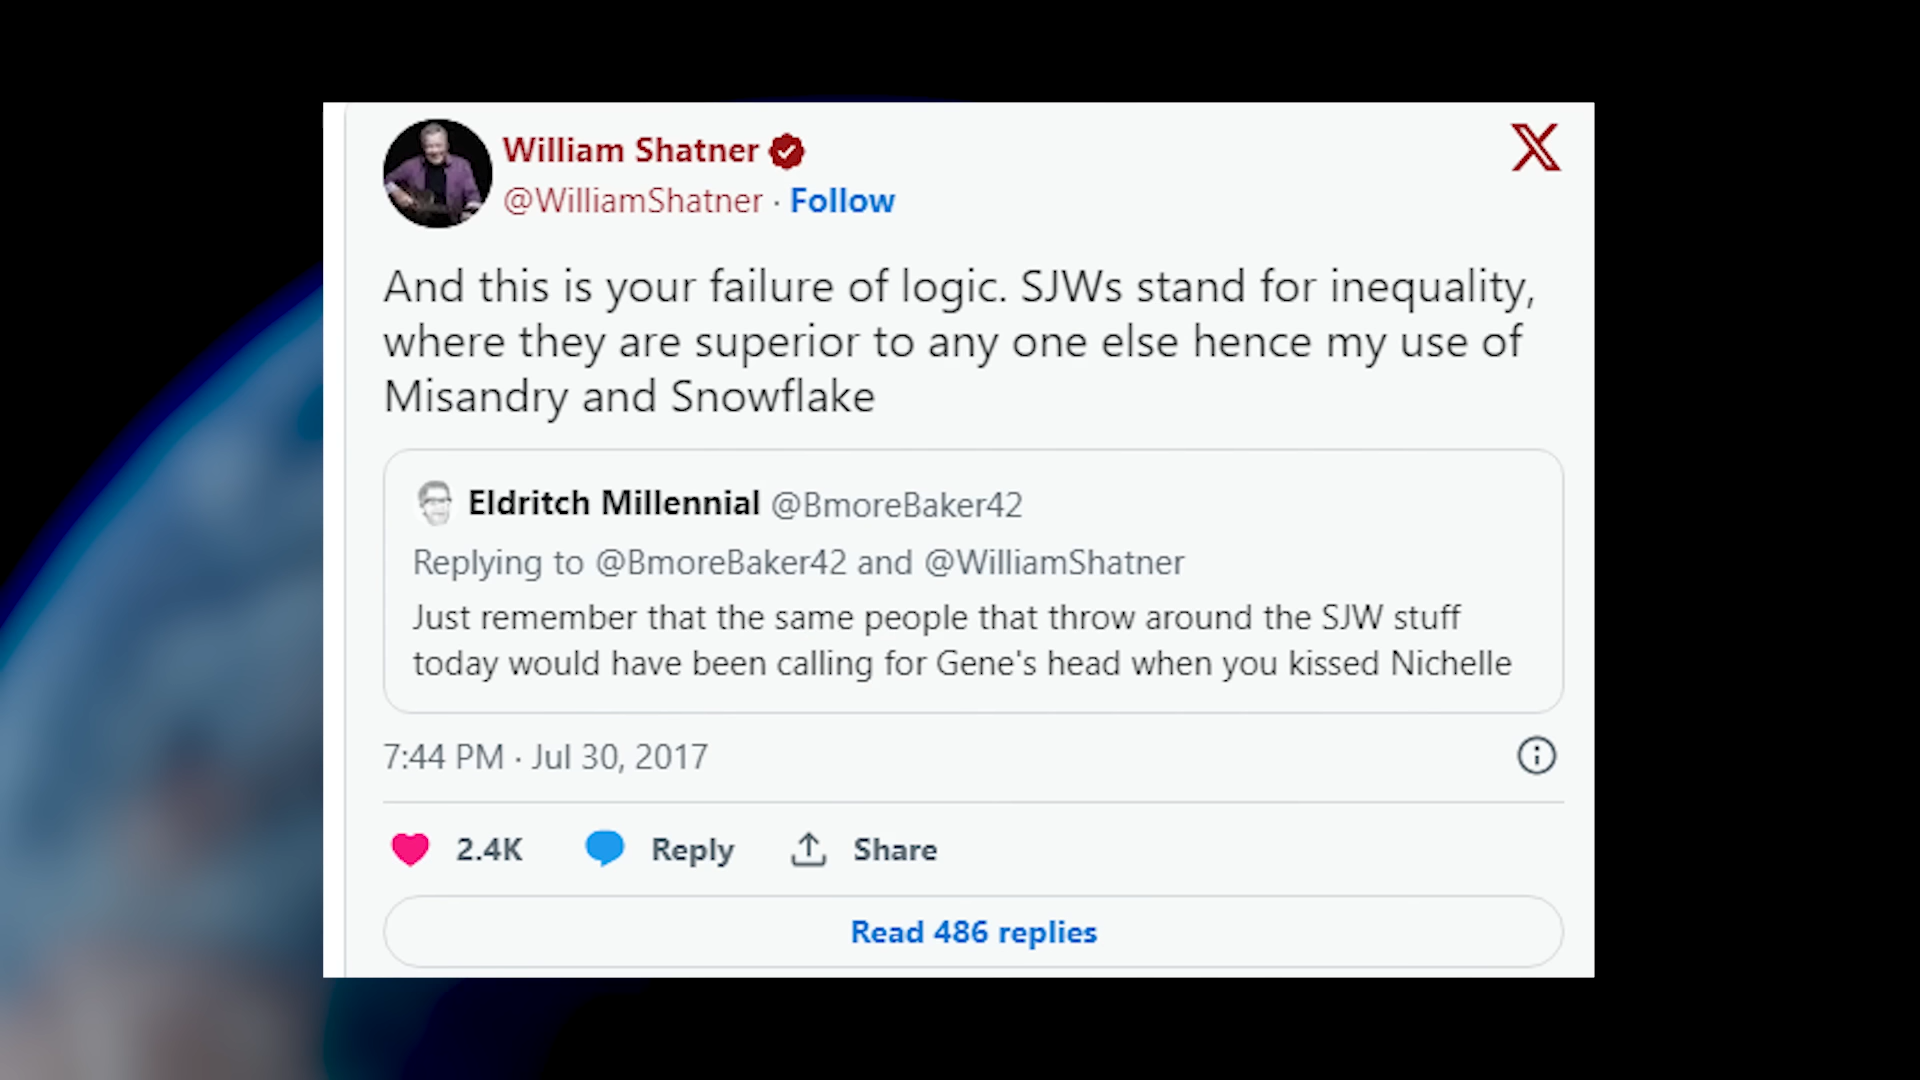 William Shatner
@WilliamShatner · Follow
And this is your failure of logic. SJWs stand for inequality,
where they are superior to any one else hence my use of
Misandry and Snowflake
Eldritch Millennial @BmoreBaker42
Replying to @BmoreBaker42 and @WilliamShatner
Just remember that the same people that throw around the SJW stuff
today would have been calling for Gene's head when you kissed Nichelle
7:44 PM · Jul 30, 2017
2.4K Reply Share
Read 486 replies